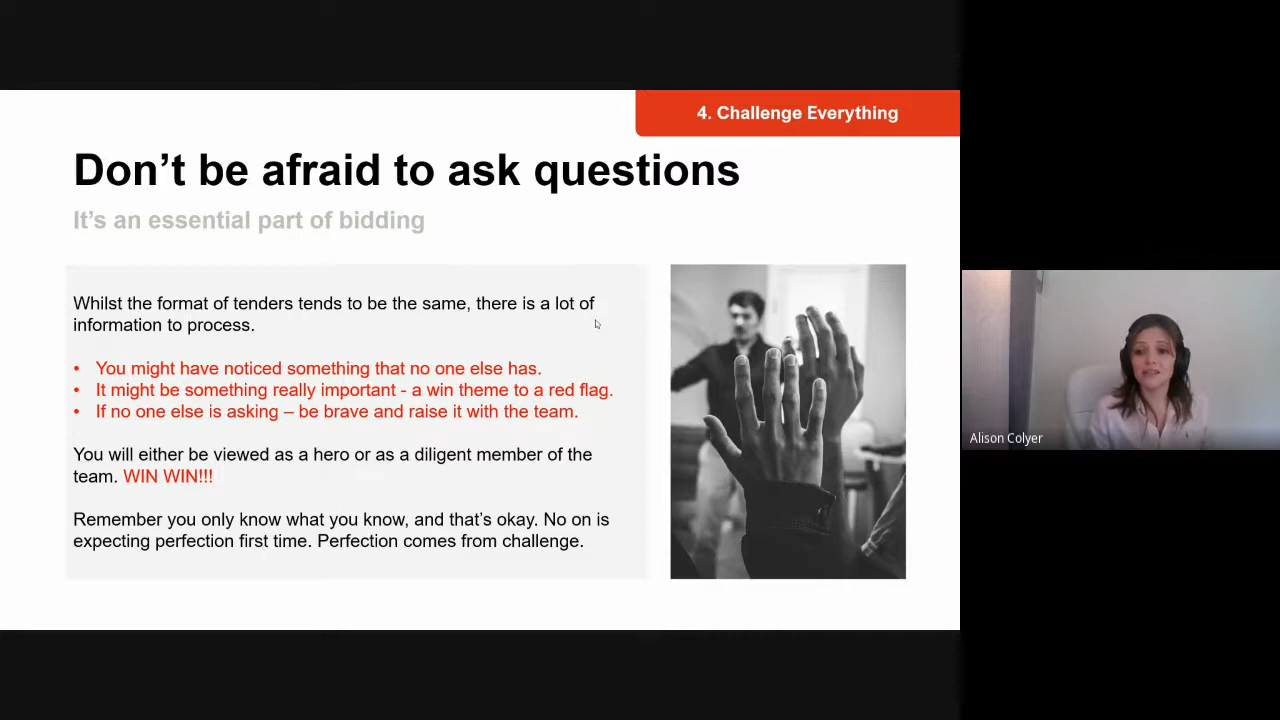 4. Challenge Everything
Don’t be afraid to ask questions
It’s an essential part of bidding
Whilst the format of tenders tends to be the same, there is a lot of
information to process.
• You might have noticed something that no one else has.
• It might be something really important - a win theme to a red flag.
• If no one else is asking – be brave and raise it with the team.
You will either be viewed as a hero or as a diligent member of the
team. WIN WIN!!!
Remember you only know what you know, and that’s okay. No on is
expecting perfection first time. Perfection comes from challenge.
Alison Colyer